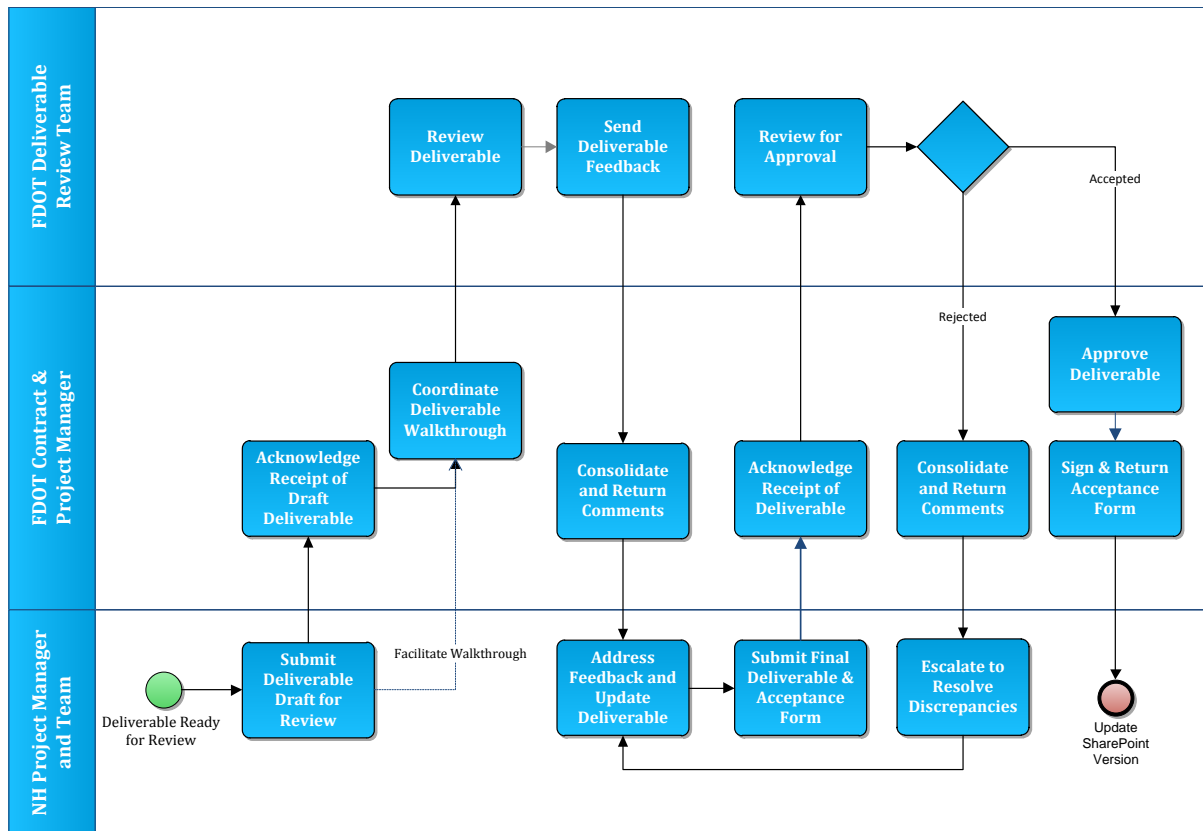 FDOT Deliverable
Review Team
Review
Deliverable
Send
Deliverable
Feedback
Review for
Approval
Accepted
FDOT Contract &
Project Manager
Acknowledge
Receipt of
Draft
Deliverable
Coordinate
Deliverable
Walkthrough
Consolidate
and Return
Comments
Acknowledge
Receipt of
Deliverable
Rejected
Consolidate
and Return
Comments
Approve
Deliverable
Sign & Return
Acceptance
Form
NH Project Manager
and Team
Deliverable Ready
for Review
Submit
Deliverable
Draft for
Review
Facilitate Walkthrough
Address
Feedback and
Update
Deliverable
Submit Final
Deliverable &
Acceptance
Form
Escalate to
Resolve
Discrepancies
Update
SharePoint
Version